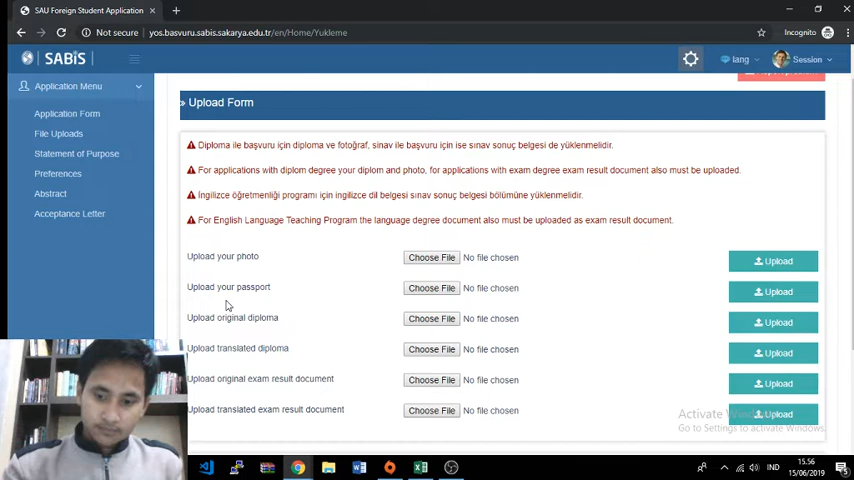 SAU Foreign Student Application
Not secure
yos.basvuru.sabis.sakarya.edu.tr/en/Home/Yukleme
Incognito
SABİS
lang
Session
Application Menu
Application Form
File Uploads
Statement of Purpose
Preferences
Abstract
Acceptance Letter
» Upload Form
Diploma ile başvuru için diploma ve fotoğraf, sinav ile başvuru için ise sınav sonuç belgesi de yüklenmelidir.
For applications with diplom degree your diplom and photo, for applications with exam degree exam result document also must be uploaded.
İngilizce öğretmenliği programı için ingilizce dil belgesi sınav sonuç belgesi bölümüne yüklenmelidir.
For English Language Teaching Program the language degree document also must be uploaded as exam result document.
Upload your photo Choose File No file chosen Upload
Upload your passport Choose File No file chosen Upload
Upload original diploma Choose File No file chosen Upload
Upload translated diploma Choose File No file chosen Upload
Upload original exam result document Choose File No file chosen Upload
Upload translated exam result document Choose File No file chosen Upload
Activate Windows
Go to Settings to activate Windows.
IND
15.56
15/06/2019